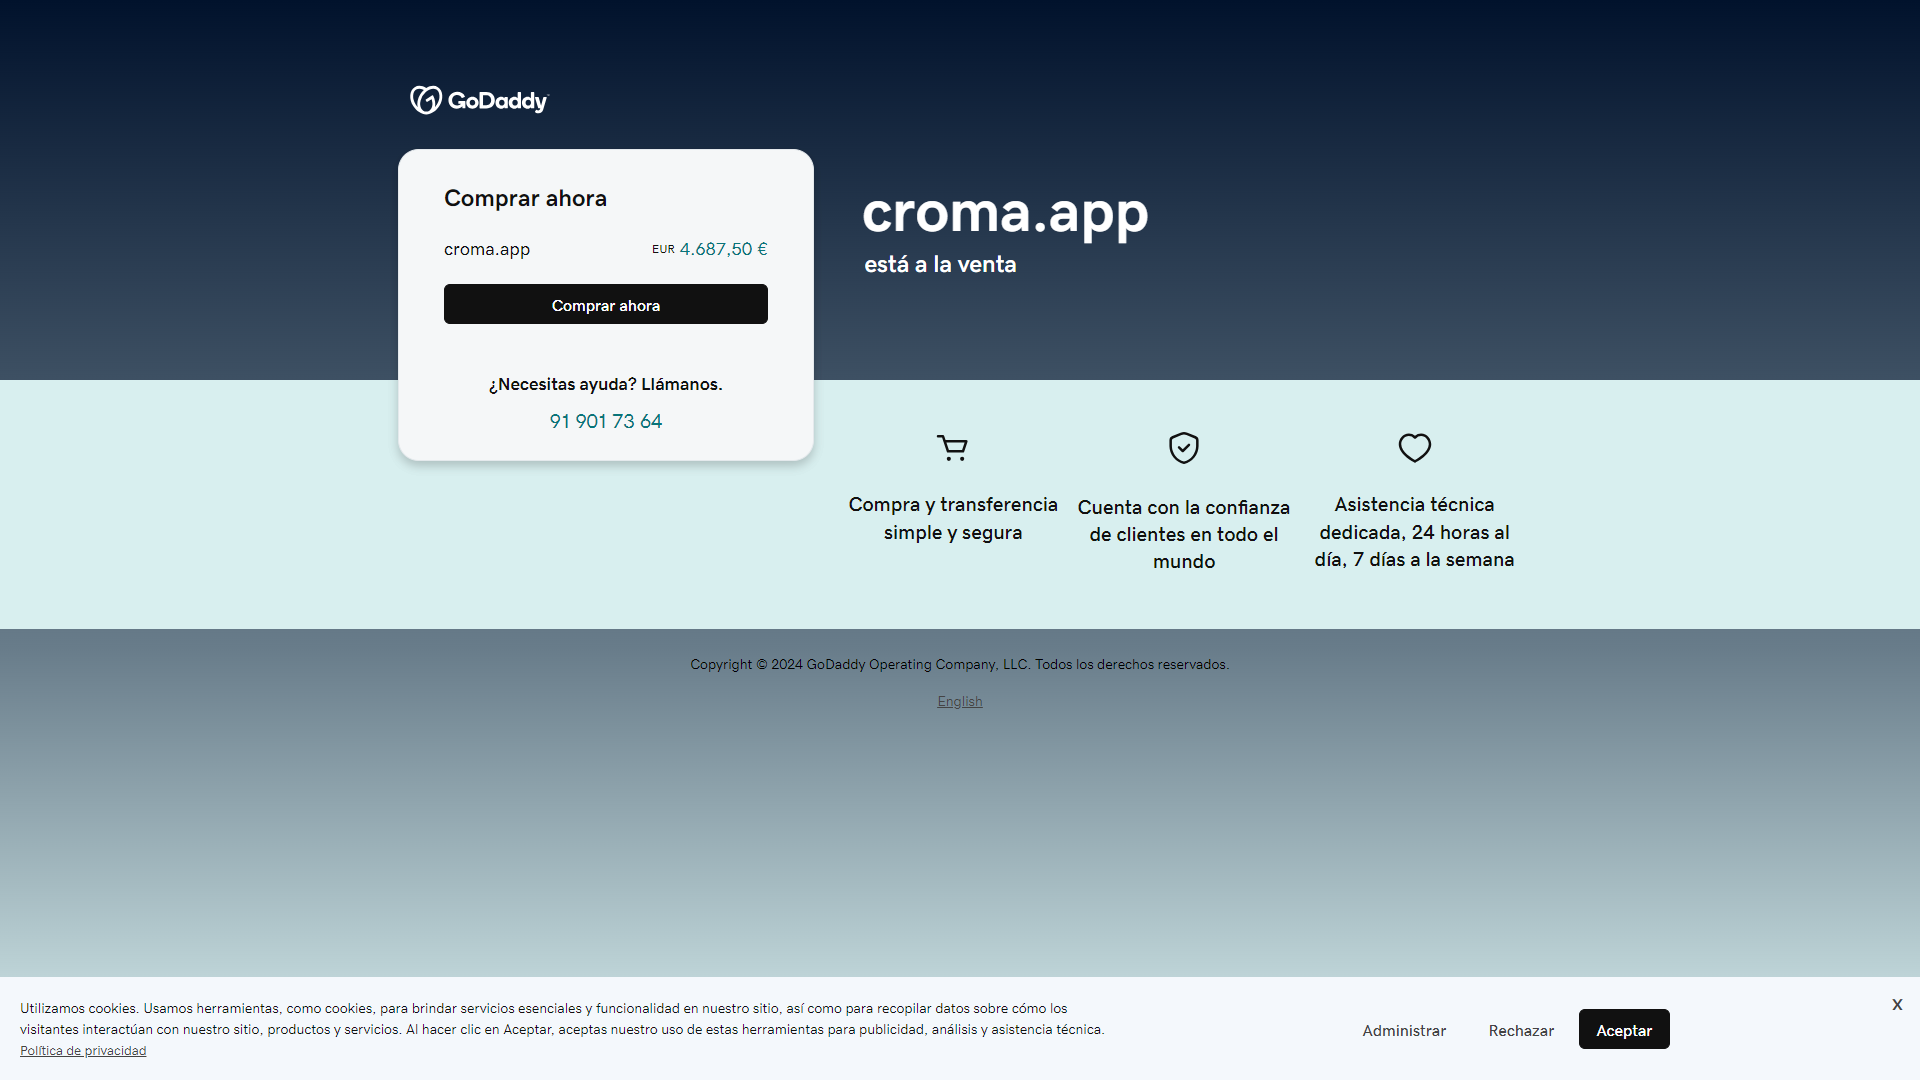 GoDaddy
Comprar ahora
croma.app
EUR 4.687,50 €
Comprar ahora
¿Necesitas ayuda? Llámanos.
91 901 73 64
croma.app
está a la venta
Compra y transferencia
simple y segura
Cuenta con la confianza
de clientes en todo el
mundo
Asistencia técnica
dedicada, 24 horas al
día, 7 días a la semana
Copyright © 2024 GoDaddy Operating Company, LLC. Todos los derechos reservados.
English
Utilizamos cookies. Usamos herramientas, como cookies, para brindar servicios esenciales y funcionalidad en nuestro sitio, así como para recopilar datos sobre cómo los
visitantes interactúan con nuestro sitio, productos y servicios. Al hacer clic en Aceptar, aceptas nuestro uso de estas herramientas para publicidad, análisis y asistencia técnica.
Política de privacidad
Administrar
Rechazar
Aceptar
X